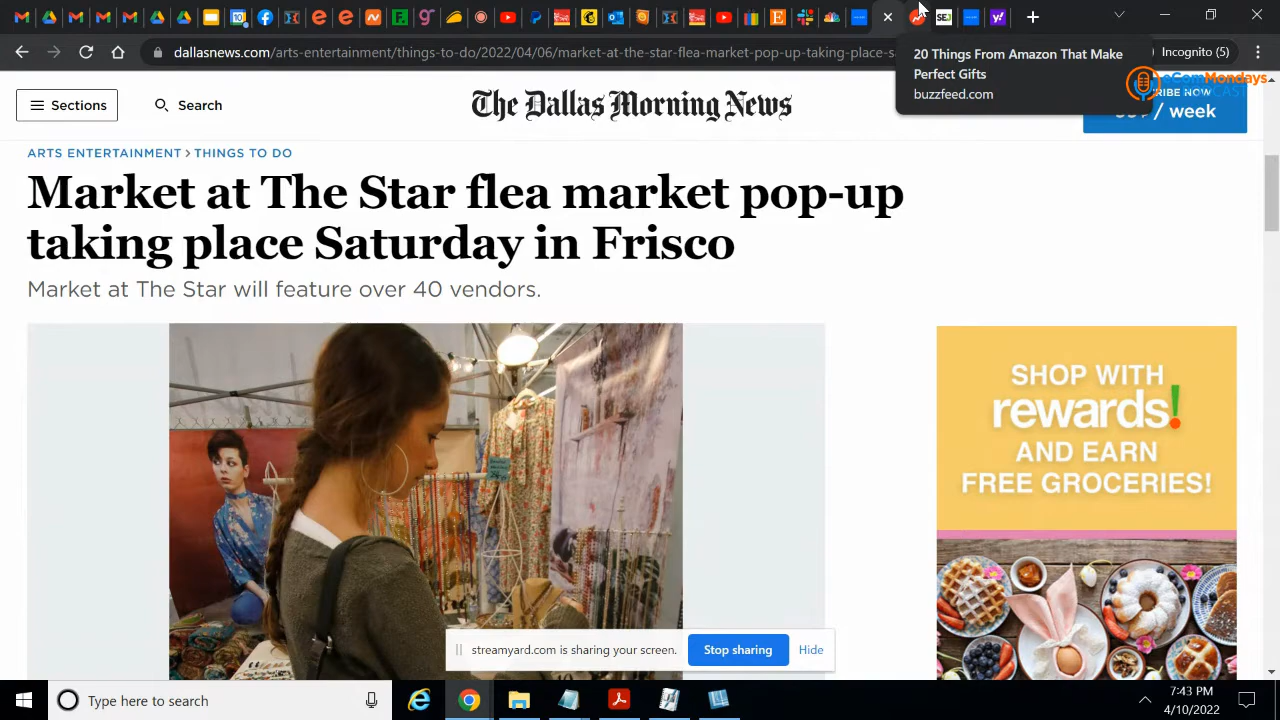 dallasnews.com/arts-entertainment/things-to-do/2022/04/06/market-at-the-star-flea-market-pop-up-taking-place-s
Incognito (5)
20 Things From Amazon That Make
Perfect Gifts
buzzfeed.com
eComMondays
Sections
Search
The Dallas Morning News
/ week
ARTS ENTERTAINMENT > THINGS TO DO
Market at The Star flea market pop-up
taking place Saturday in Frisco
Market at The Star will feature over 40 vendors.
SHOP WITH
rewards!
AND EARN
FREE GROCERIES!
streamyard.com is sharing your screen.
Stop sharing
Hide
Type here to search
7:43 PM
4/10/2022